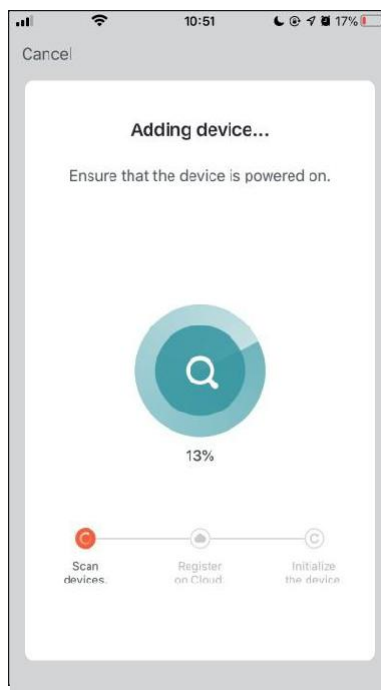 10:51 17%
Cancel
Adding device...
Ensure that the device is powered on.
13%
Scan Register Initialize
devices. on Cloud. the device